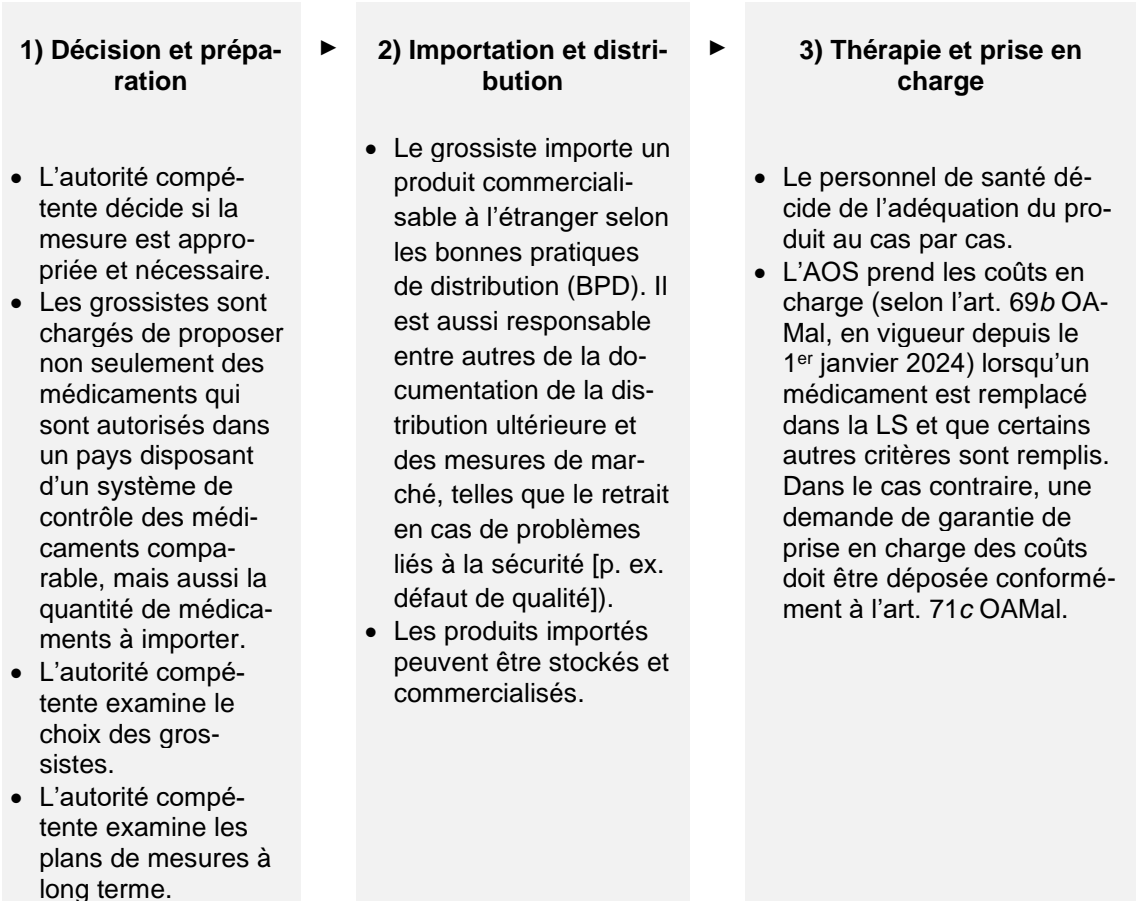 1) Décision et prépa-
ration
►
2) Importation et distri-
bution
►
3) Thérapie et prise en
charge
• L’autorité compé-
tente décide si la
mesure est appro-
priée et nécessaire.
• Les grossistes sont
chargés de proposer
non seulement des
médicaments qui
sont autorisés dans
un pays disposant
d’un système de
contrôle des médi-
caments compa-
rable, mais aussi la
quantité de médica-
ments à importer.
• L’autorité compé-
tente examine le
choix des gros-
sistes.
• L’autorité compé-
tente examine les
plans de mesures à
long terme.
• Le grossiste importe un
produit commerciali-
sable à l’étranger selon
les bonnes pratiques
de distribution (BPD). Il
est aussi responsable
entre autres de la do-
cumentation de la dis-
tribution ultérieure et
des mesures de mar-
ché, telles que le retrait
en cas de problèmes
liés à la sécurité [p. ex.
défaut de qualité]).
• Les produits importés
peuvent être stockés et
commercialisés.
• Le personnel de santé dé-
cide de l’adéquation du pro-
duit au cas par cas.
• L’AOS prend les coûts en
charge (selon l’art. 69b OA-
Mal, en vigueur depuis le
1er janvier 2024) lorsqu’un
médicament est remplacé
dans la LS et que certains
autres critères sont remplis.
Dans le cas contraire, une
demande de garantie de
prise en charge des coûts
doit être déposée conformé-
ment à l’art. 71c OAMal.